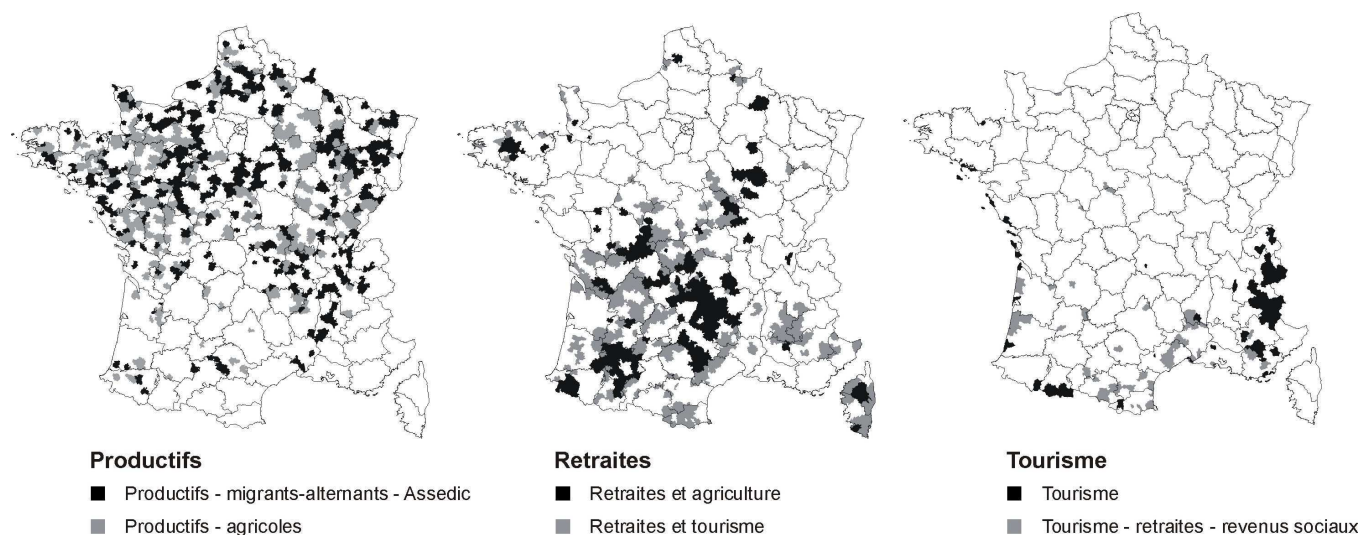 Productifs
Productifs - migrants-alternants - Assedic
Productifs - agricoles
Retraites
Retraites et agriculture
Retraites et tourisme
Tourisme
Tourisme
Tourisme - retraites - revenus sociaux